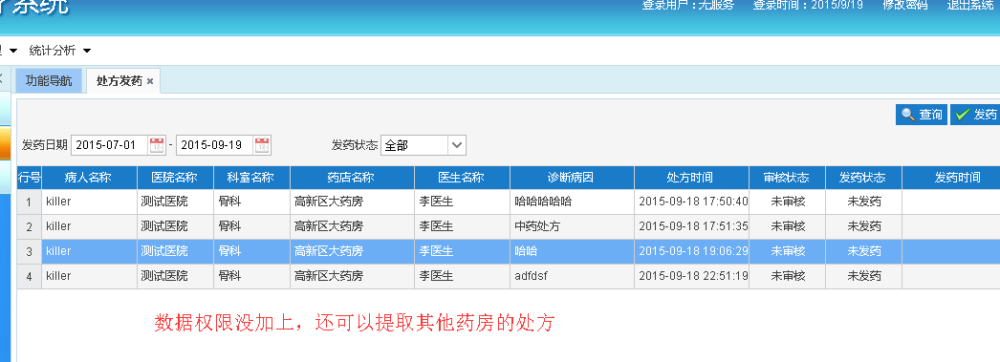 系统
登录用户：无服务 登录时间：2015/9/19 修改密码 退出系统
统计分析
功能导航 处方发药
查询 发药
发药日期 2015-07-01 - 2015-09-19 发药状态 全部
行号 病人名称 医院名称 科室名称 药店名称 医生名称 诊断病因 处方时间 审核状态 发药状态 发药时间
1 killer 测试医院 骨科 高新区大药房 李医生 哈哈哈哈哈 2015-09-18 17:50:40 未审核 未发药
2 killer 测试医院 骨科 高新区大药房 李医生 中药处方 2015-09-18 17:51:35 未审核 未发药
3 killer 测试医院 骨科 高新区大药房 李医生 哈哈 2015-09-18 19:06:29 未审核 未发药
4 killer 测试医院 骨科 高新区大药房 李医生 adfdsf 2015-09-18 22:51:19 未审核 未发药
数据权限没加上，还可以提取其他药房的处方